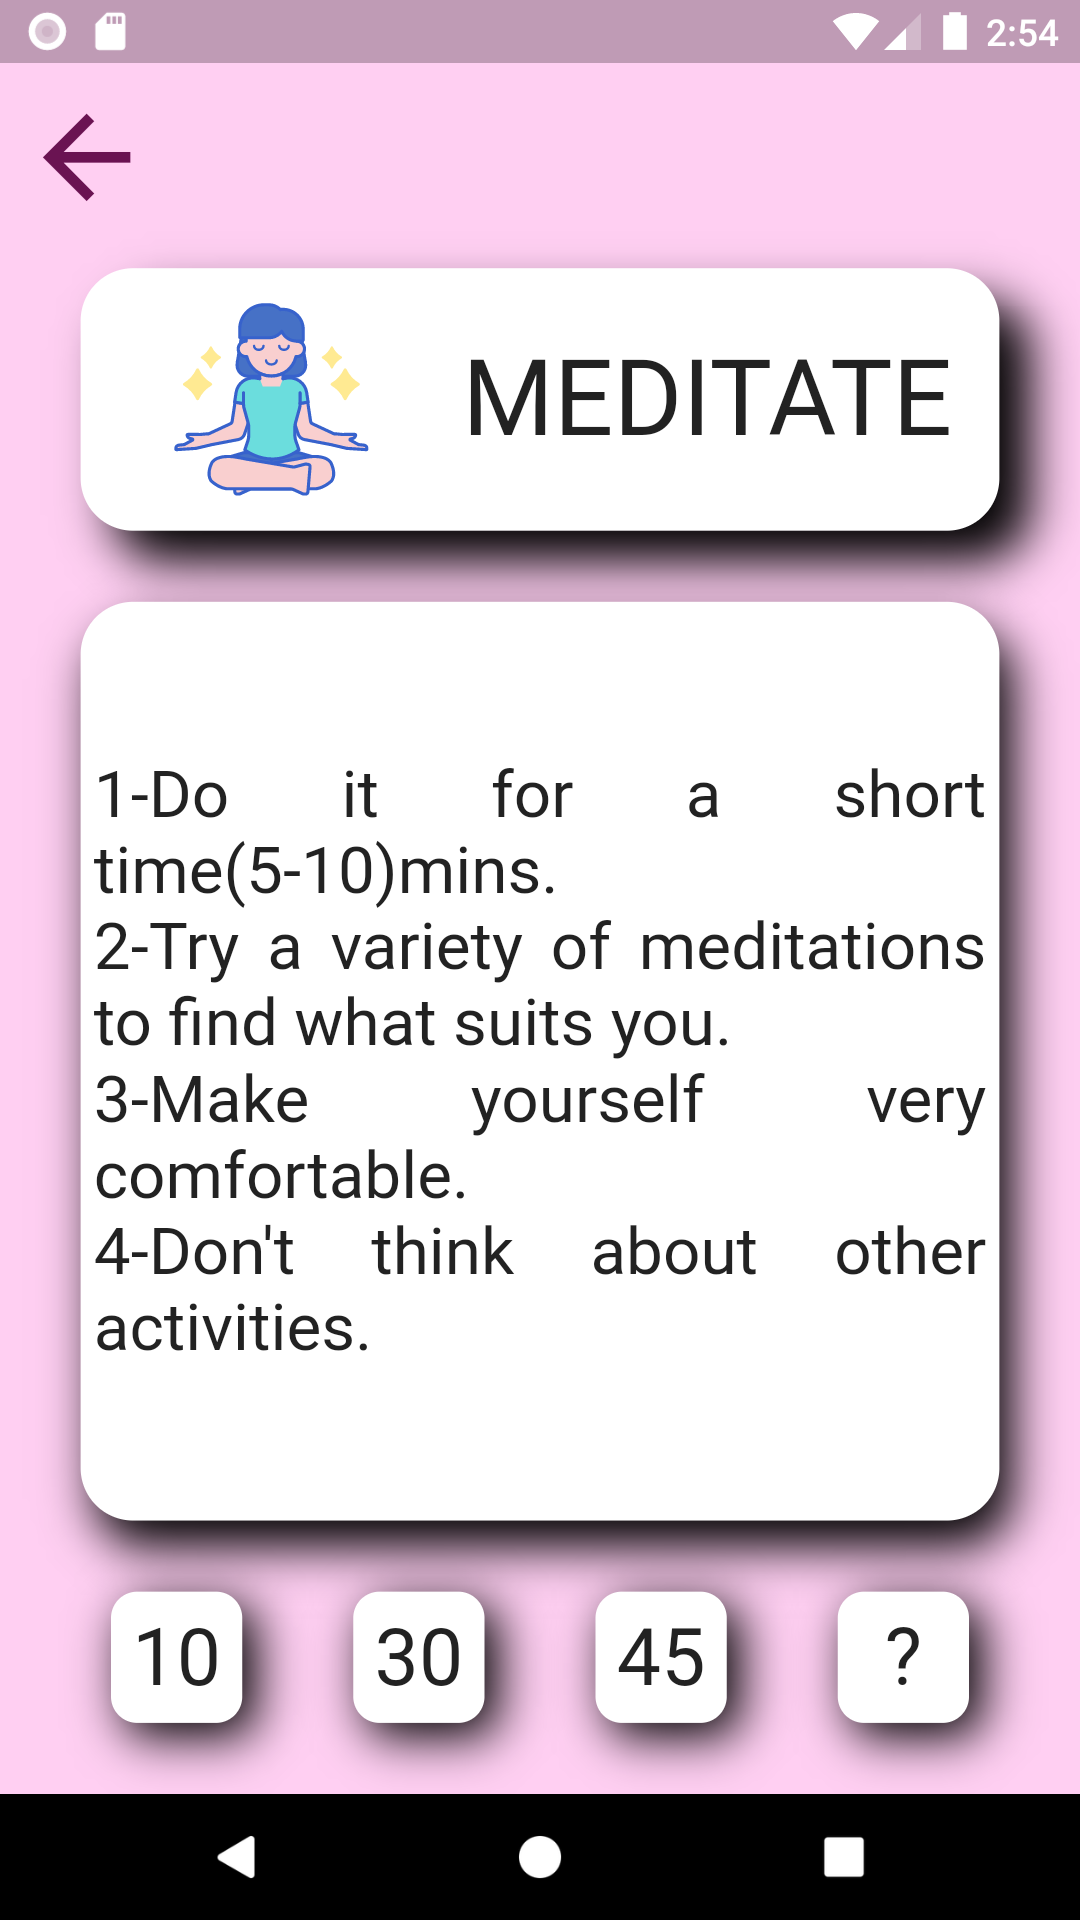 2:54
MEDITATE
1-Do it for a short
time(5-10)mins.
2-Try a variety of meditations
to find what suits you.
3-Make yourself very
comfortable.
4-Don't think about other
activities.
10 30 45 ?